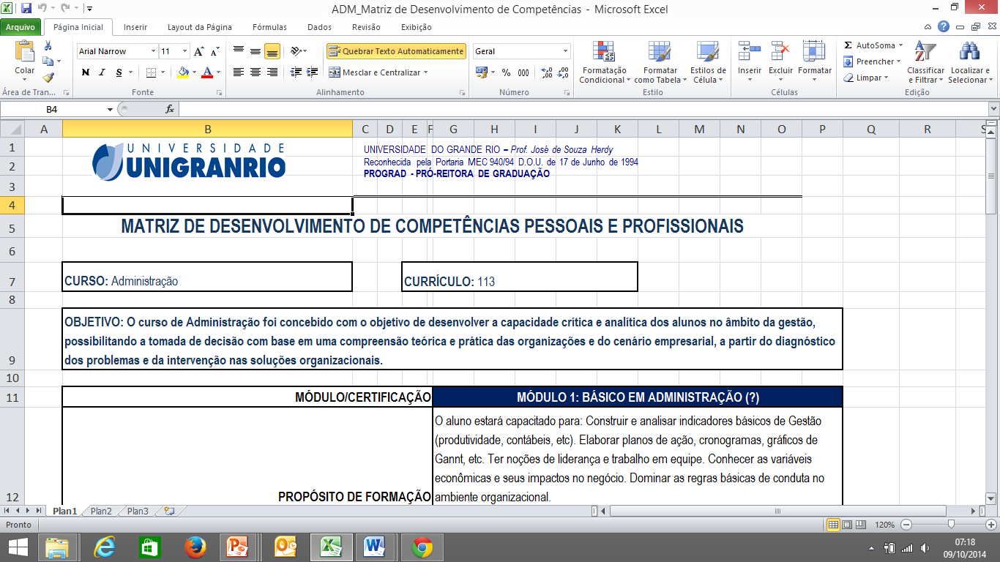 ADM_Matriz de Desenvolvimento de Competências - Microsoft Excel
Arquivo Página Inicial Inserir Layout da Página Fórmulas Dados Revisão Exibição
Colar
Arial Narrow 11
N I S
Quebrar Texto Automaticamente
Mesclar e Centralizar
Geral
% 000
Formatação Condicional
Formatar como Tabela
Estilos de Célula
Inserir Excluir Formatar
Σ AutoSoma
Preencher
Limpar
Classificar e Filtrar
Localizar e Selecionar
Área de Tran... Fonte Alinhamento Número Estilo Células Edição
B4 fx
A B C D E F G H I J K L M N O P Q R S
1
2
3
4
5
6
7
8
9
10
11
12
UNIVERSIDADE
UNIGRANRIO
UNIVERSIDADE DO GRANDE RIO – Prof. José de Souza Herdy
Reconhecida pela Portaria MEC 940/94 D.O.U. de 17 de Junho de 1994
PROGRAD - PRÓ-REITORA DE GRADUAÇÃO
MATRIZ DE DESENVOLVIMENTO DE COMPETÊNCIAS PESSOAIS E PROFISSIONAIS
CURSO: Administração
CURRÍCULO: 113
OBJETIVO: O curso de Administração foi concebido com o objetivo de desenvolver a capacidade crítica e analítica dos alunos no âmbito da gestão,
possibilitando a tomada de decisão com base em uma compreensão teórica e prática das organizações e do cenário empresarial, a partir do diagnóstico
dos problemas e da intervenção nas soluções organizacionais.
MÓDULO/CERTIFICAÇÃO
MÓDULO 1: BÁSICO EM ADMINISTRAÇÃO (?)
PROPÓSITO DE FORMAÇÃO
O aluno estará capacitado para: Construir e analisar indicadores básicos de Gestão
(produtividade, contábeis, etc). Elaborar planos de ação, cronogramas, gráficos de
Gannt, etc. Ter noções de liderança e trabalho em equipe. Conhecer as variáveis
econômicas e seus impactos no negócio. Dominar as regras básicas de conduta no
ambiente organizacional.
Plan1 Plan2 Plan3
Pronto 120%
07:18
09/10/2014